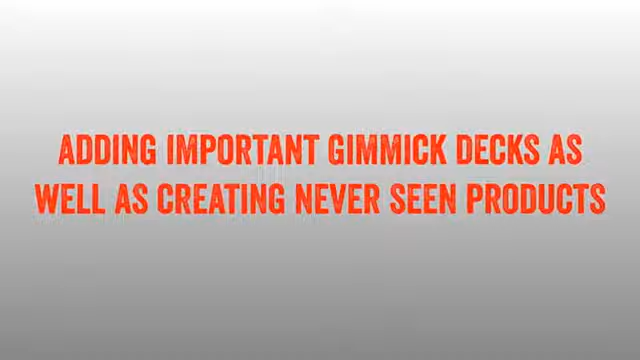 ADDING IMPORTANT GIMMICK DECKS AS
WELL AS CREATING NEVER SEEN PRODUCTS